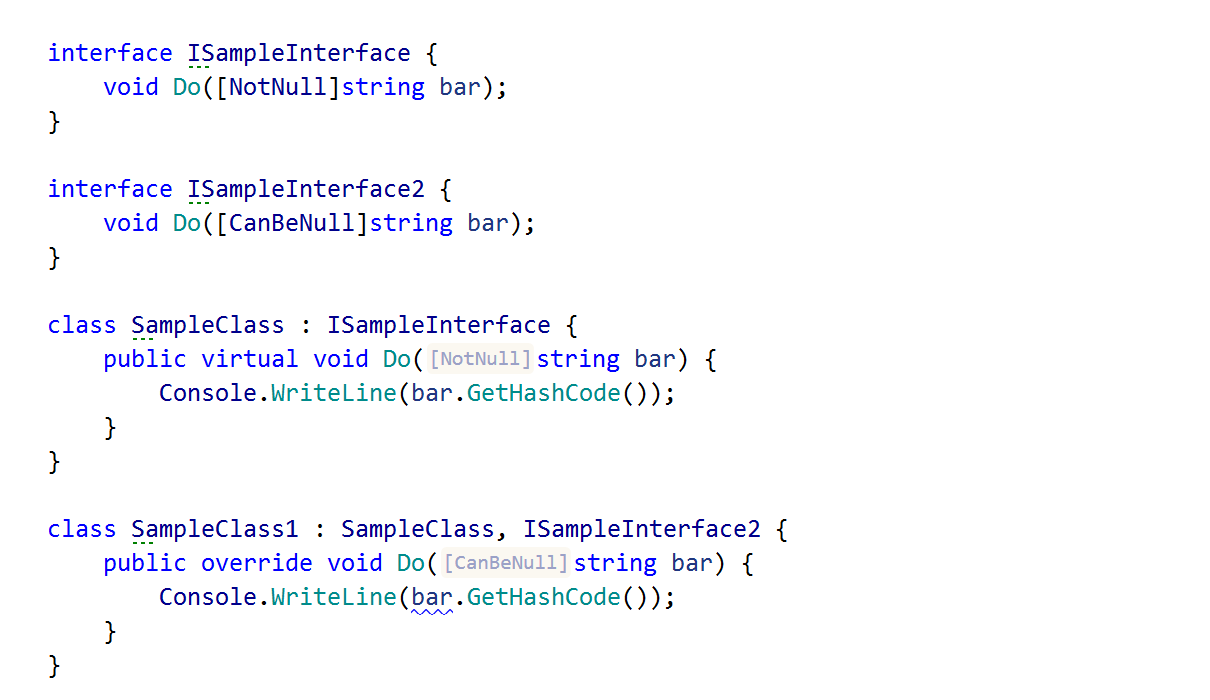 interface ISampleInterface {
    void Do([NotNull]string bar);
}

interface ISampleInterface2 {
    void Do([CanBeNull]string bar);
}

class SampleClass : ISampleInterface {
    public virtual void Do([NotNull]string bar) {
        Console.WriteLine(bar.GetHashCode());
    }
}

class SampleClass1 : SampleClass, ISampleInterface2 {
    public override void Do([CanBeNull]string bar) {
        Console.WriteLine(bar.GetHashCode());
    }
}